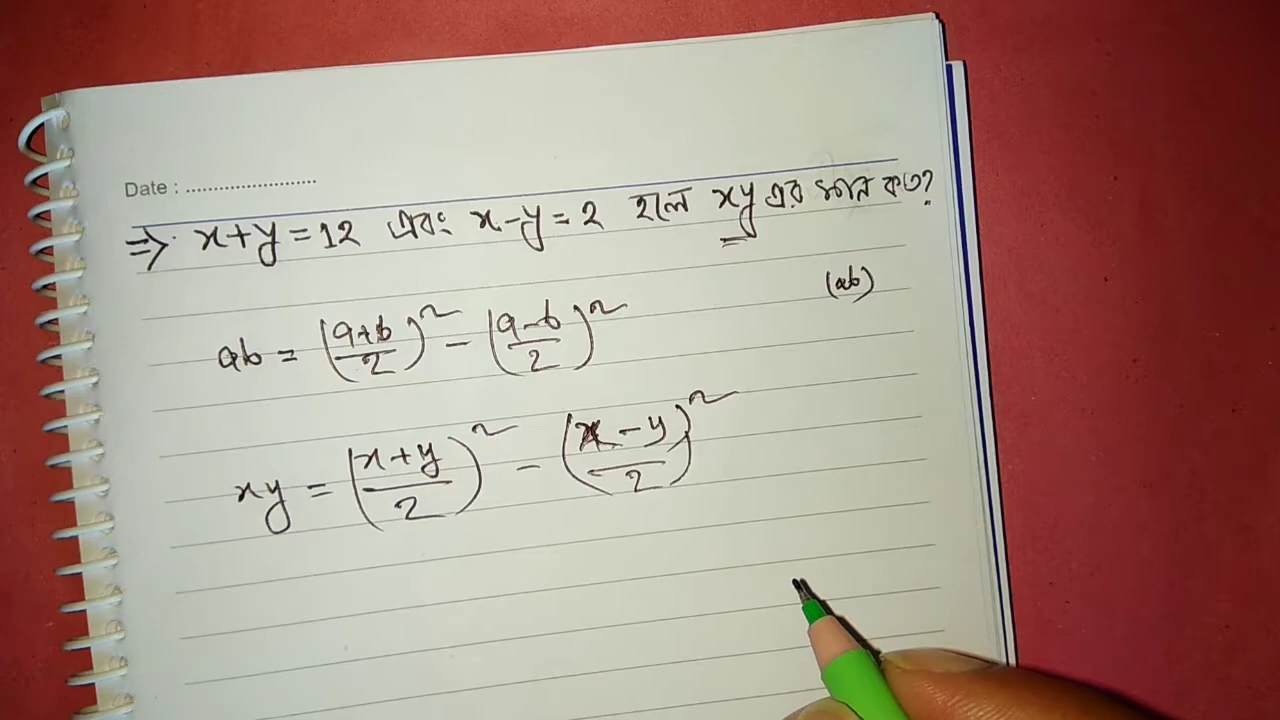 Date : ........................
=> x+y=12 এবং x-y=2 হলে xy এর মান কত?
(ab)
ab = (a+b/2)² - (a-b/2)²
xy = (x+y/2)² - (x-y/2)²